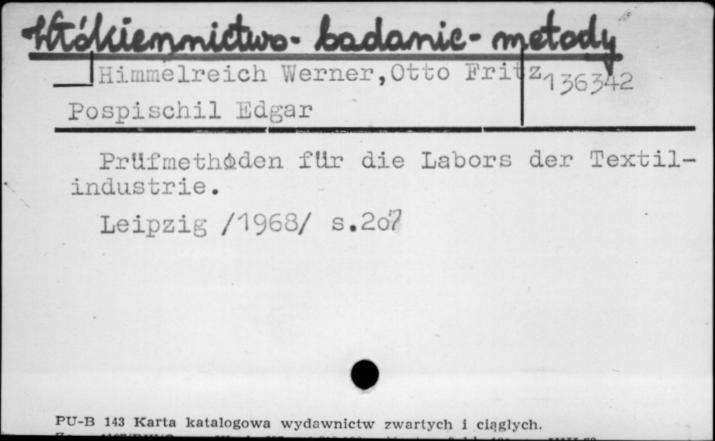 Włókiennictwo - badanie - metody
Himmelreich Werner, Otto Fritz 136342
Pospischil Edgar
Prüfmethoden für die Labors der Textil-
industrie.
Leipzig /1968/ s.207
PU-B 143 Karta katalogowa wydawnictw zwartych i ciągłych.